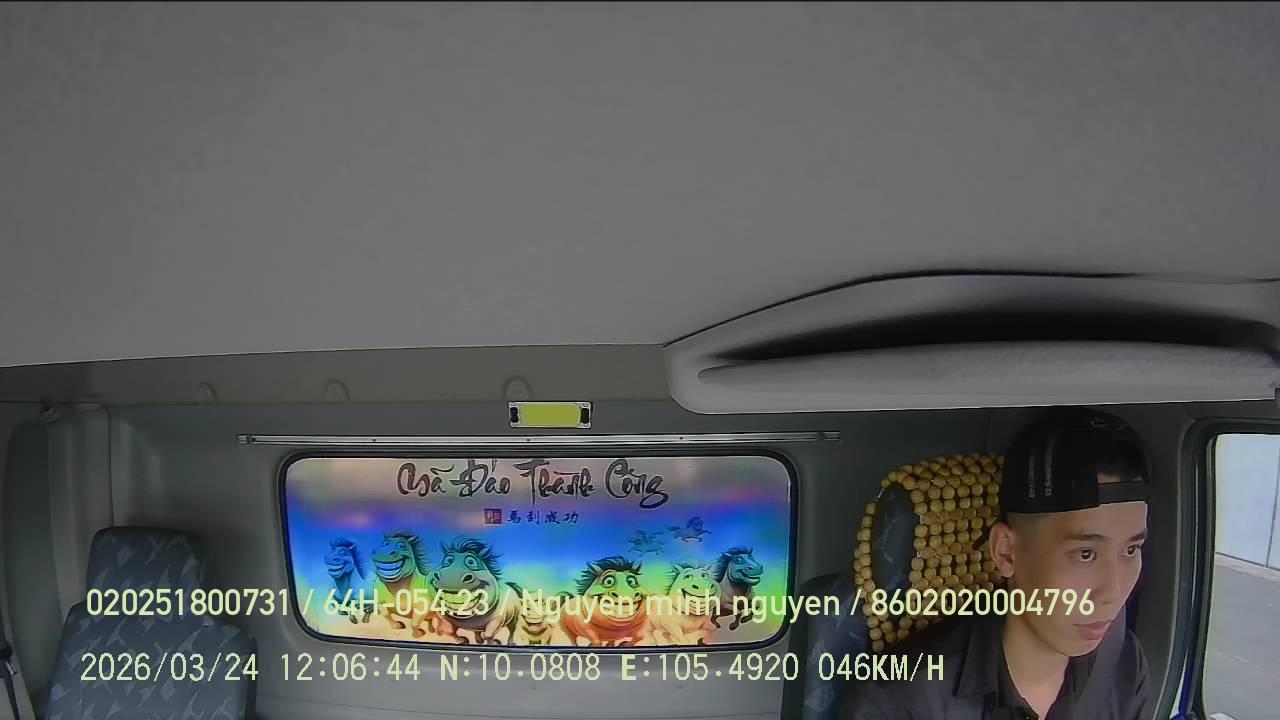 Mã Đáo Thành Công
馬到成功
020251800731 / 64H-054.23 / Nguyen minh nguyen / 8602020004796
2026/03/24 12:06:44 N:10.0808 E:105.4920 046KM/H